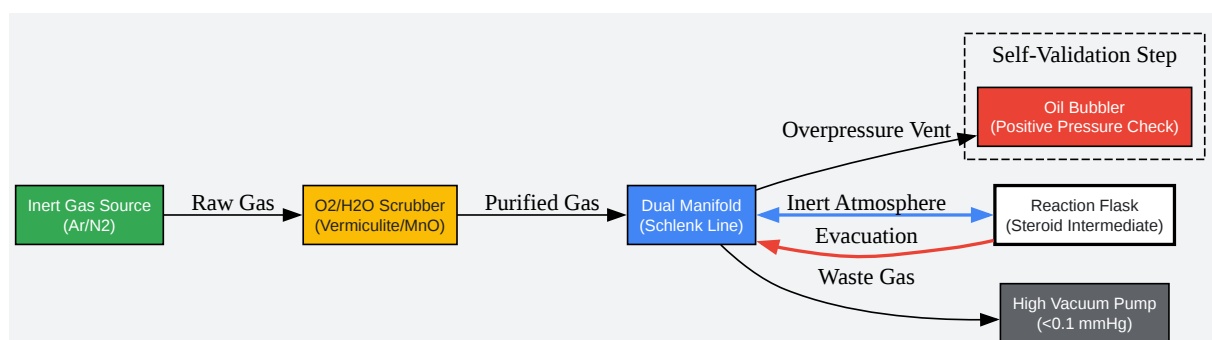 Self-Validation Step
Oil Bubbler
(Positive Pressure Check)
Overpressure Vent
Inert Gas Source
(Ar/N2)
Raw Gas
O2/H2O Scrubber
(Vermiculite/MnO)
Purified Gas
Dual Manifold
(Schlenk Line)
Inert Atmosphere
Evacuation
Reaction Flask
(Steroid Intermediate)
Waste Gas
High Vacuum Pump
(<0.1 mmHg)